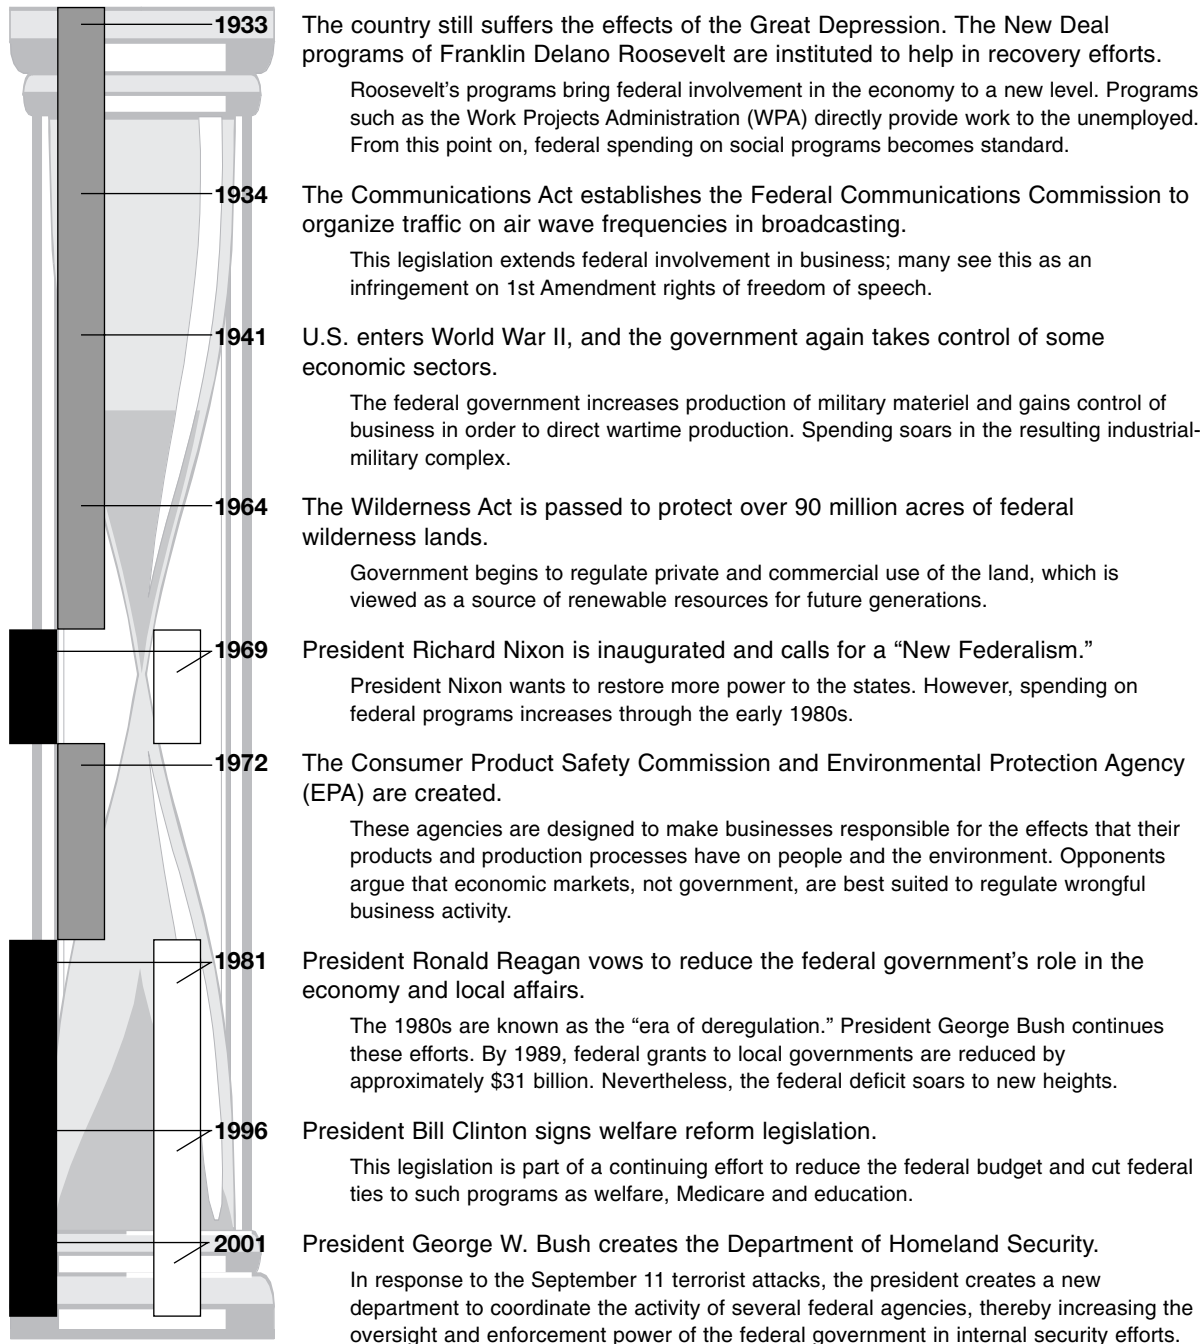 1933 The country still suffers the effects of the Great Depression. The New Deal
programs of Franklin Delano Roosevelt are instituted to help in recovery efforts.
Roosevelt’s programs bring federal involvement in the economy to a new level. Programs
such as the Work Projects Administration (WPA) directly provide work to the unemployed.
From this point on, federal spending on social programs becomes standard.
1934 The Communications Act establishes the Federal Communications Commission to
organize traffic on air wave frequencies in broadcasting.
This legislation extends federal involvement in business; many see this as an
infringement on 1st Amendment rights of freedom of speech.
1941 U.S. enters World War II, and the government again takes control of some
economic sectors.
The federal government increases production of military materiel and gains control of
business in order to direct wartime production. Spending soars in the resulting industrial-
military complex.
1964 The Wilderness Act is passed to protect over 90 million acres of federal
wilderness lands.
Government begins to regulate private and commercial use of the land, which is
viewed as a source of renewable resources for future generations.
1969 President Richard Nixon is inaugurated and calls for a “New Federalism.”
President Nixon wants to restore more power to the states. However, spending on
federal programs increases through the early 1980s.
1972 The Consumer Product Safety Commission and Environmental Protection Agency
(EPA) are created.
These agencies are designed to make businesses responsible for the effects that their
products and production processes have on people and the environment. Opponents
argue that economic markets, not government, are best suited to regulate wrongful
business activity.
1981 President Ronald Reagan vows to reduce the federal government’s role in the
economy and local affairs.
The 1980s are known as the “era of deregulation.” President George Bush continues
these efforts. By 1989, federal grants to local governments are reduced by
approximately $31 billion. Nevertheless, the federal deficit soars to new heights.
1996 President Bill Clinton signs welfare reform legislation.
This legislation is part of a continuing effort to reduce the federal budget and cut federal
ties to such programs as welfare, Medicare and education.
2001 President George W. Bush creates the Department of Homeland Security.
In response to the September 11 terrorist attacks, the president creates a new
department to coordinate the activity of several federal agencies, thereby increasing the
oversight and enforcement power of the federal government in internal security efforts.